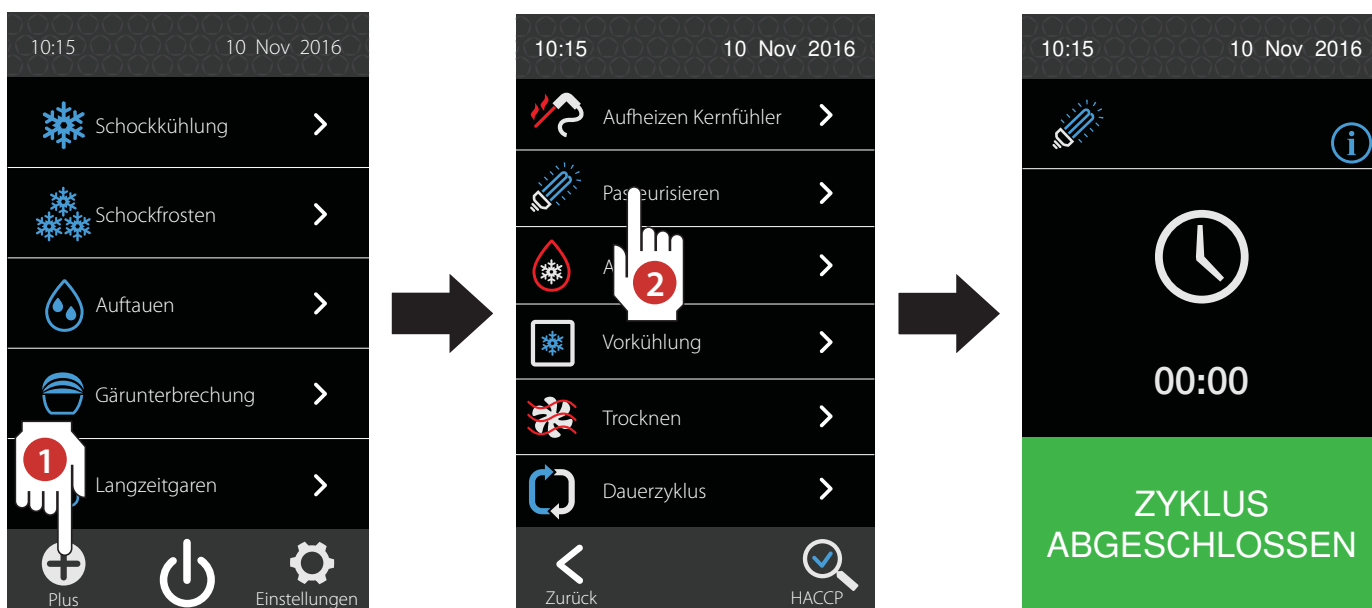 10:15 10 Nov 2016
Schockkühlung
Schockfrosten
Auftauen
Gärunterbrechung
1
Langzeitgaren
Plus
Einstellungen
10:15 10 Nov 2016
Aufheizen Kernfühler
Pasteurisieren
A
2
Vorkühlung
Trocknen
Dauerzyklus
Zurück
HACCP
10:15 10 Nov 2016
i
00:00
ZYKLUS
ABGESCHLOSSEN